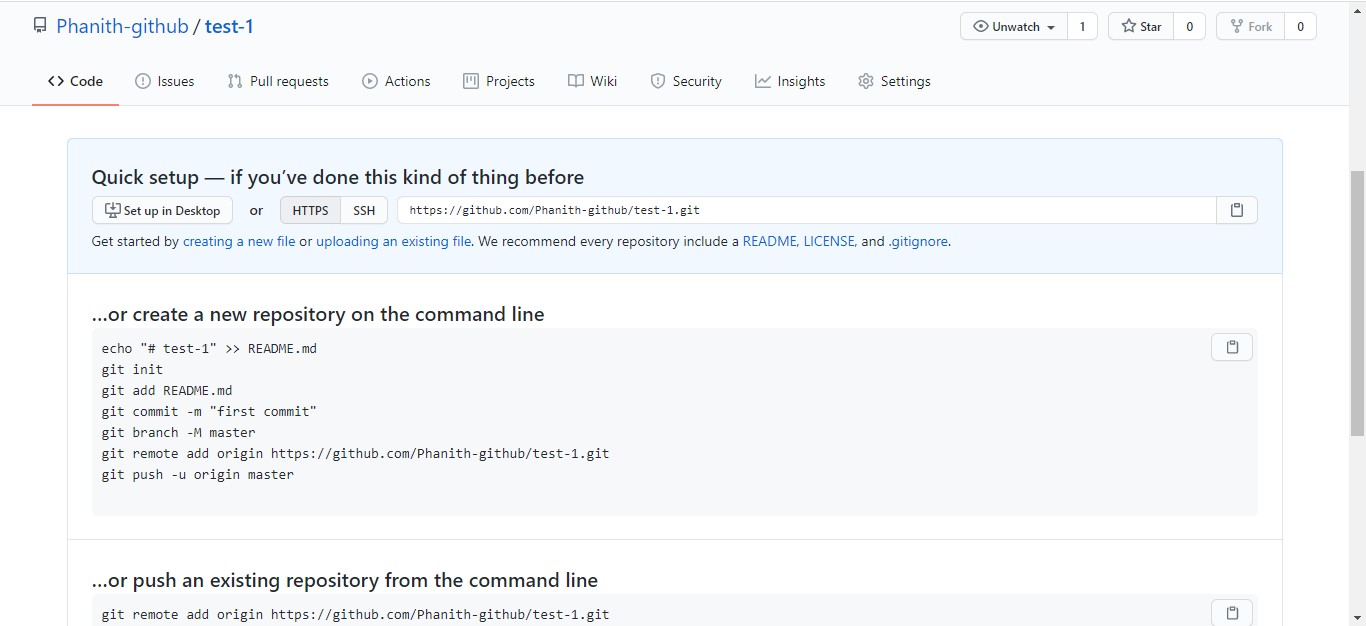 Phanith-github / test-1
Unwatch 1 Star 0 Fork 0
Code Issues Pull requests Actions Projects Wiki Security Insights Settings
Quick setup — if you’ve done this kind of thing before
Set up in Desktop or HTTPS SSH https://github.com/Phanith-github/test-1.git
Get started by creating a new file or uploading an existing file. We recommend every repository include a README, LICENSE, and .gitignore.
…or create a new repository on the command line
echo "# test-1" >> README.md
git init
git add README.md
git commit -m "first commit"
git branch -M master
git remote add origin https://github.com/Phanith-github/test-1.git
git push -u origin master
…or push an existing repository from the command line
git remote add origin https://github.com/Phanith-github/test-1.git